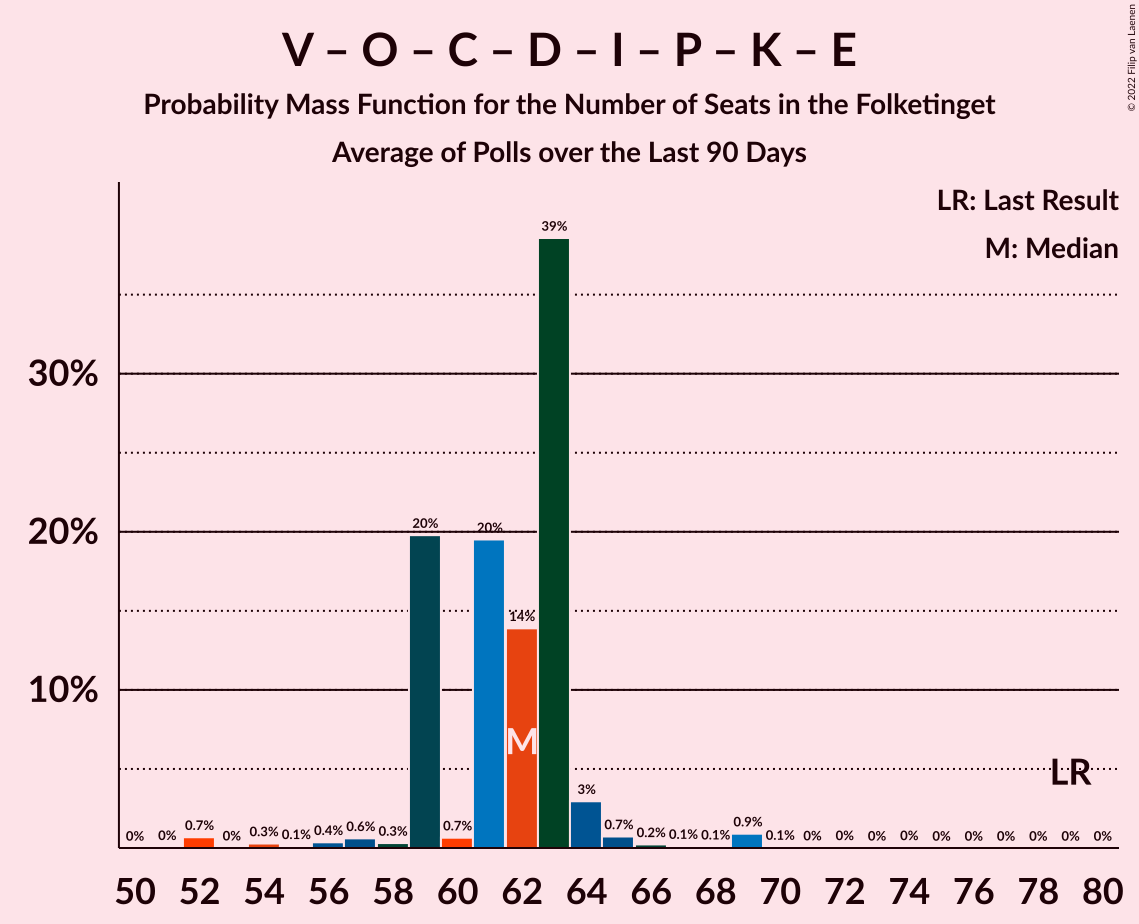 V – O – C – D – I – P – K – E
Probability Mass Function for the Number of Seats in the Folketinget
Average of Polls over the Last 90 Days
© 2022 Filip van Laenen
LR: Last Result
M: Median
39%
30%
20%
20% 20%
14%
10%
M
LR
3%
0% 0% 0.7% 0% 0.3% 0.1% 0.4% 0.6% 0.3% 0.7% 0.7% 0.2% 0.1% 0.1% 0.9% 0.1% 0% 0% 0% 0% 0% 0% 0% 0% 0% 0%
50 52 54 56 58 60 62 64 66 68 70 72 74 76 78 80